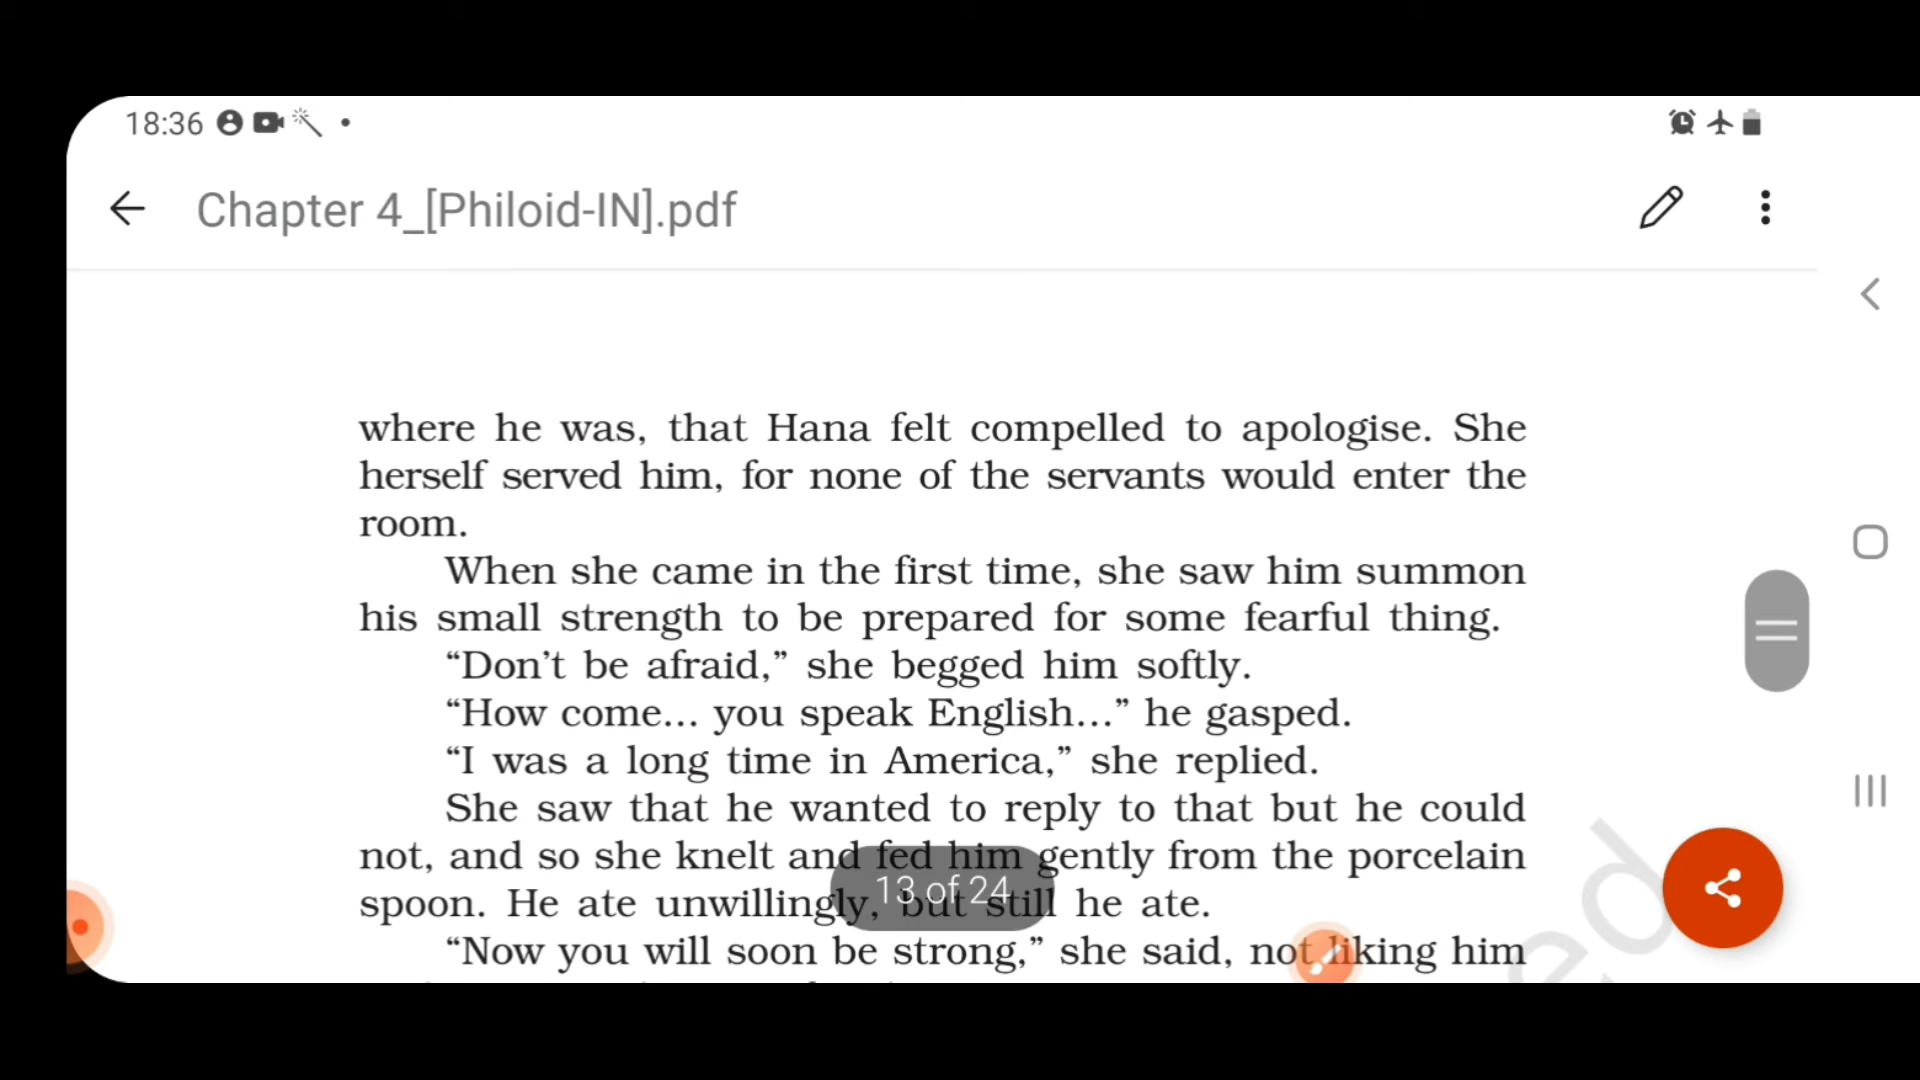 18:36
Chapter 4_[Philoid-IN].pdf
where he was, that Hana felt compelled to apologise. She
herself served him, for none of the servants would enter the
room.
When she came in the first time, she saw him summon
his small strength to be prepared for some fearful thing.
“Don’t be afraid,” she begged him softly.
“How come... you speak English...” he gasped.
“I was a long time in America,” she replied.
She saw that he wanted to reply to that but he could
not, and so she knelt and fed him gently from the porcelain
spoon. He ate unwillingly, but still he ate.
13 of 24
“Now you will soon be strong,” she said, not liking him
ed